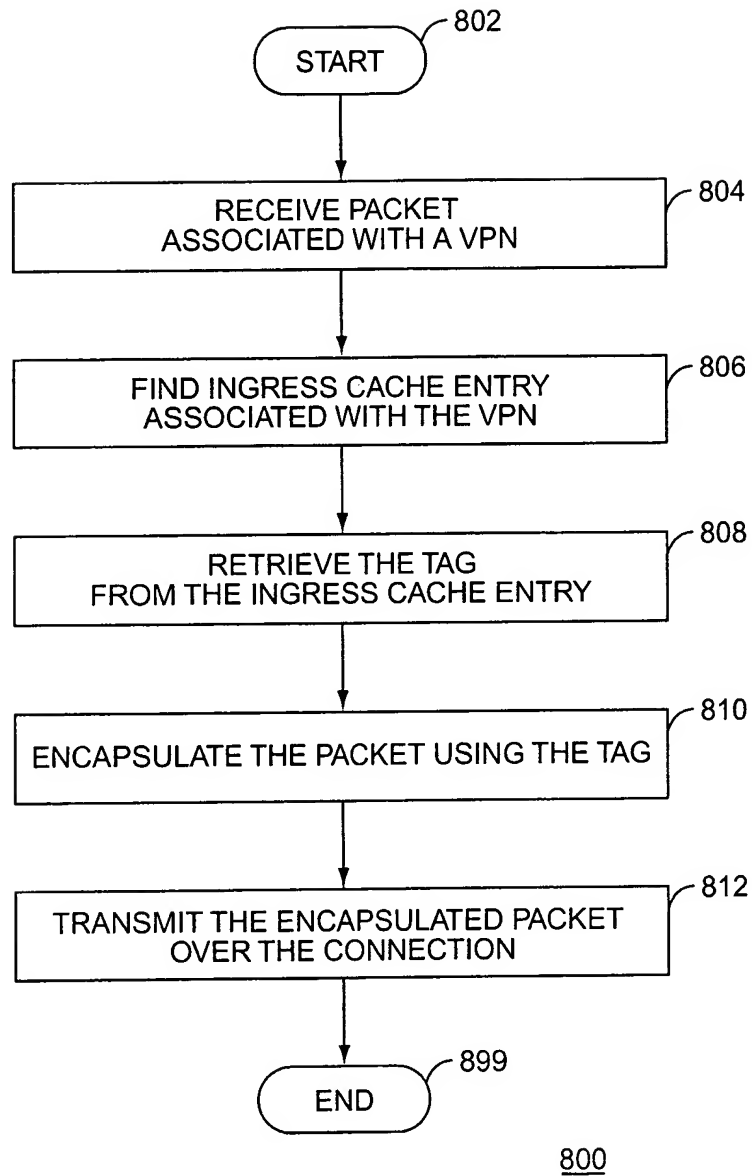 802
START
804
RECEIVE PACKET
ASSOCIATED WITH A VPN
806
FIND INGRESS CACHE ENTRY
ASSOCIATED WITH THE VPN
808
RETRIEVE THE TAG
FROM THE INGRESS CACHE ENTRY
810
ENCAPSULATE THE PACKET USING THE TAG
812
TRANSMIT THE ENCAPSULATED PACKET
OVER THE CONNECTION
899
END
800